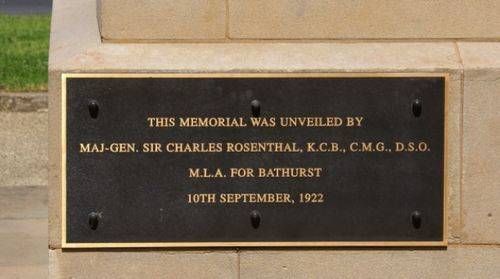 THIS MEMORIAL WAS UNVEILED BY
MAJ-GEN. SIR CHARLES ROSENTHAL, K.C.B., C.M.G., D.S.O.
M.L.A. FOR BATHURST
10TH SEPTEMBER, 1922